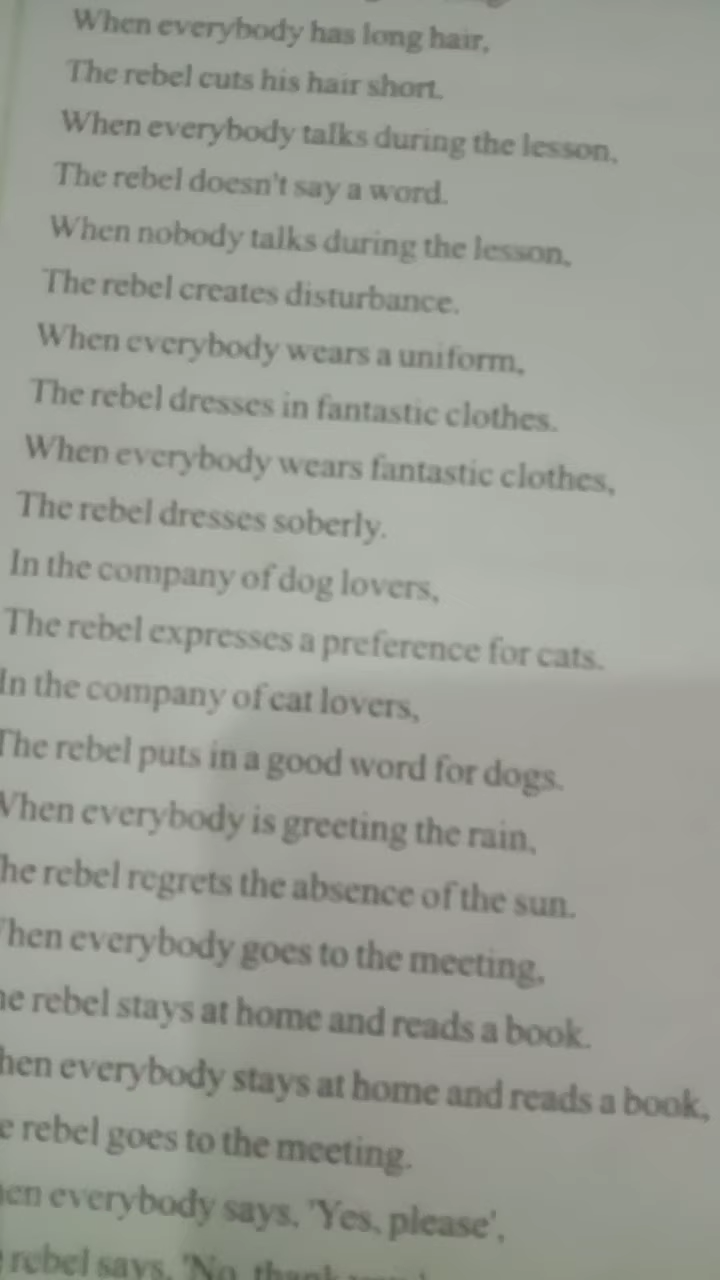 When everybody has long hair,
The rebel cuts his hair short.
When everybody talks during the lesson,
The rebel doesn't say a word.
When nobody talks during the lesson,
The rebel creates disturbance.
When everybody wears a uniform,
The rebel dresses in fantastic clothes.
When everybody wears fantastic clothes,
The rebel dresses soberly.
In the company of dog lovers,
The rebel expresses a preference for cats.
In the company of cat lovers,
The rebel puts in a good word for dogs.
When everybody is greeting the rain,
he rebel regrets the absence of the sun.
hen everybody goes to the meeting,
e rebel stays at home and reads a book.
hen everybody stays at home and reads a book,
e rebel goes to the meeting.
en everybody says, 'Yes, please',
rebel says, 'No, thank